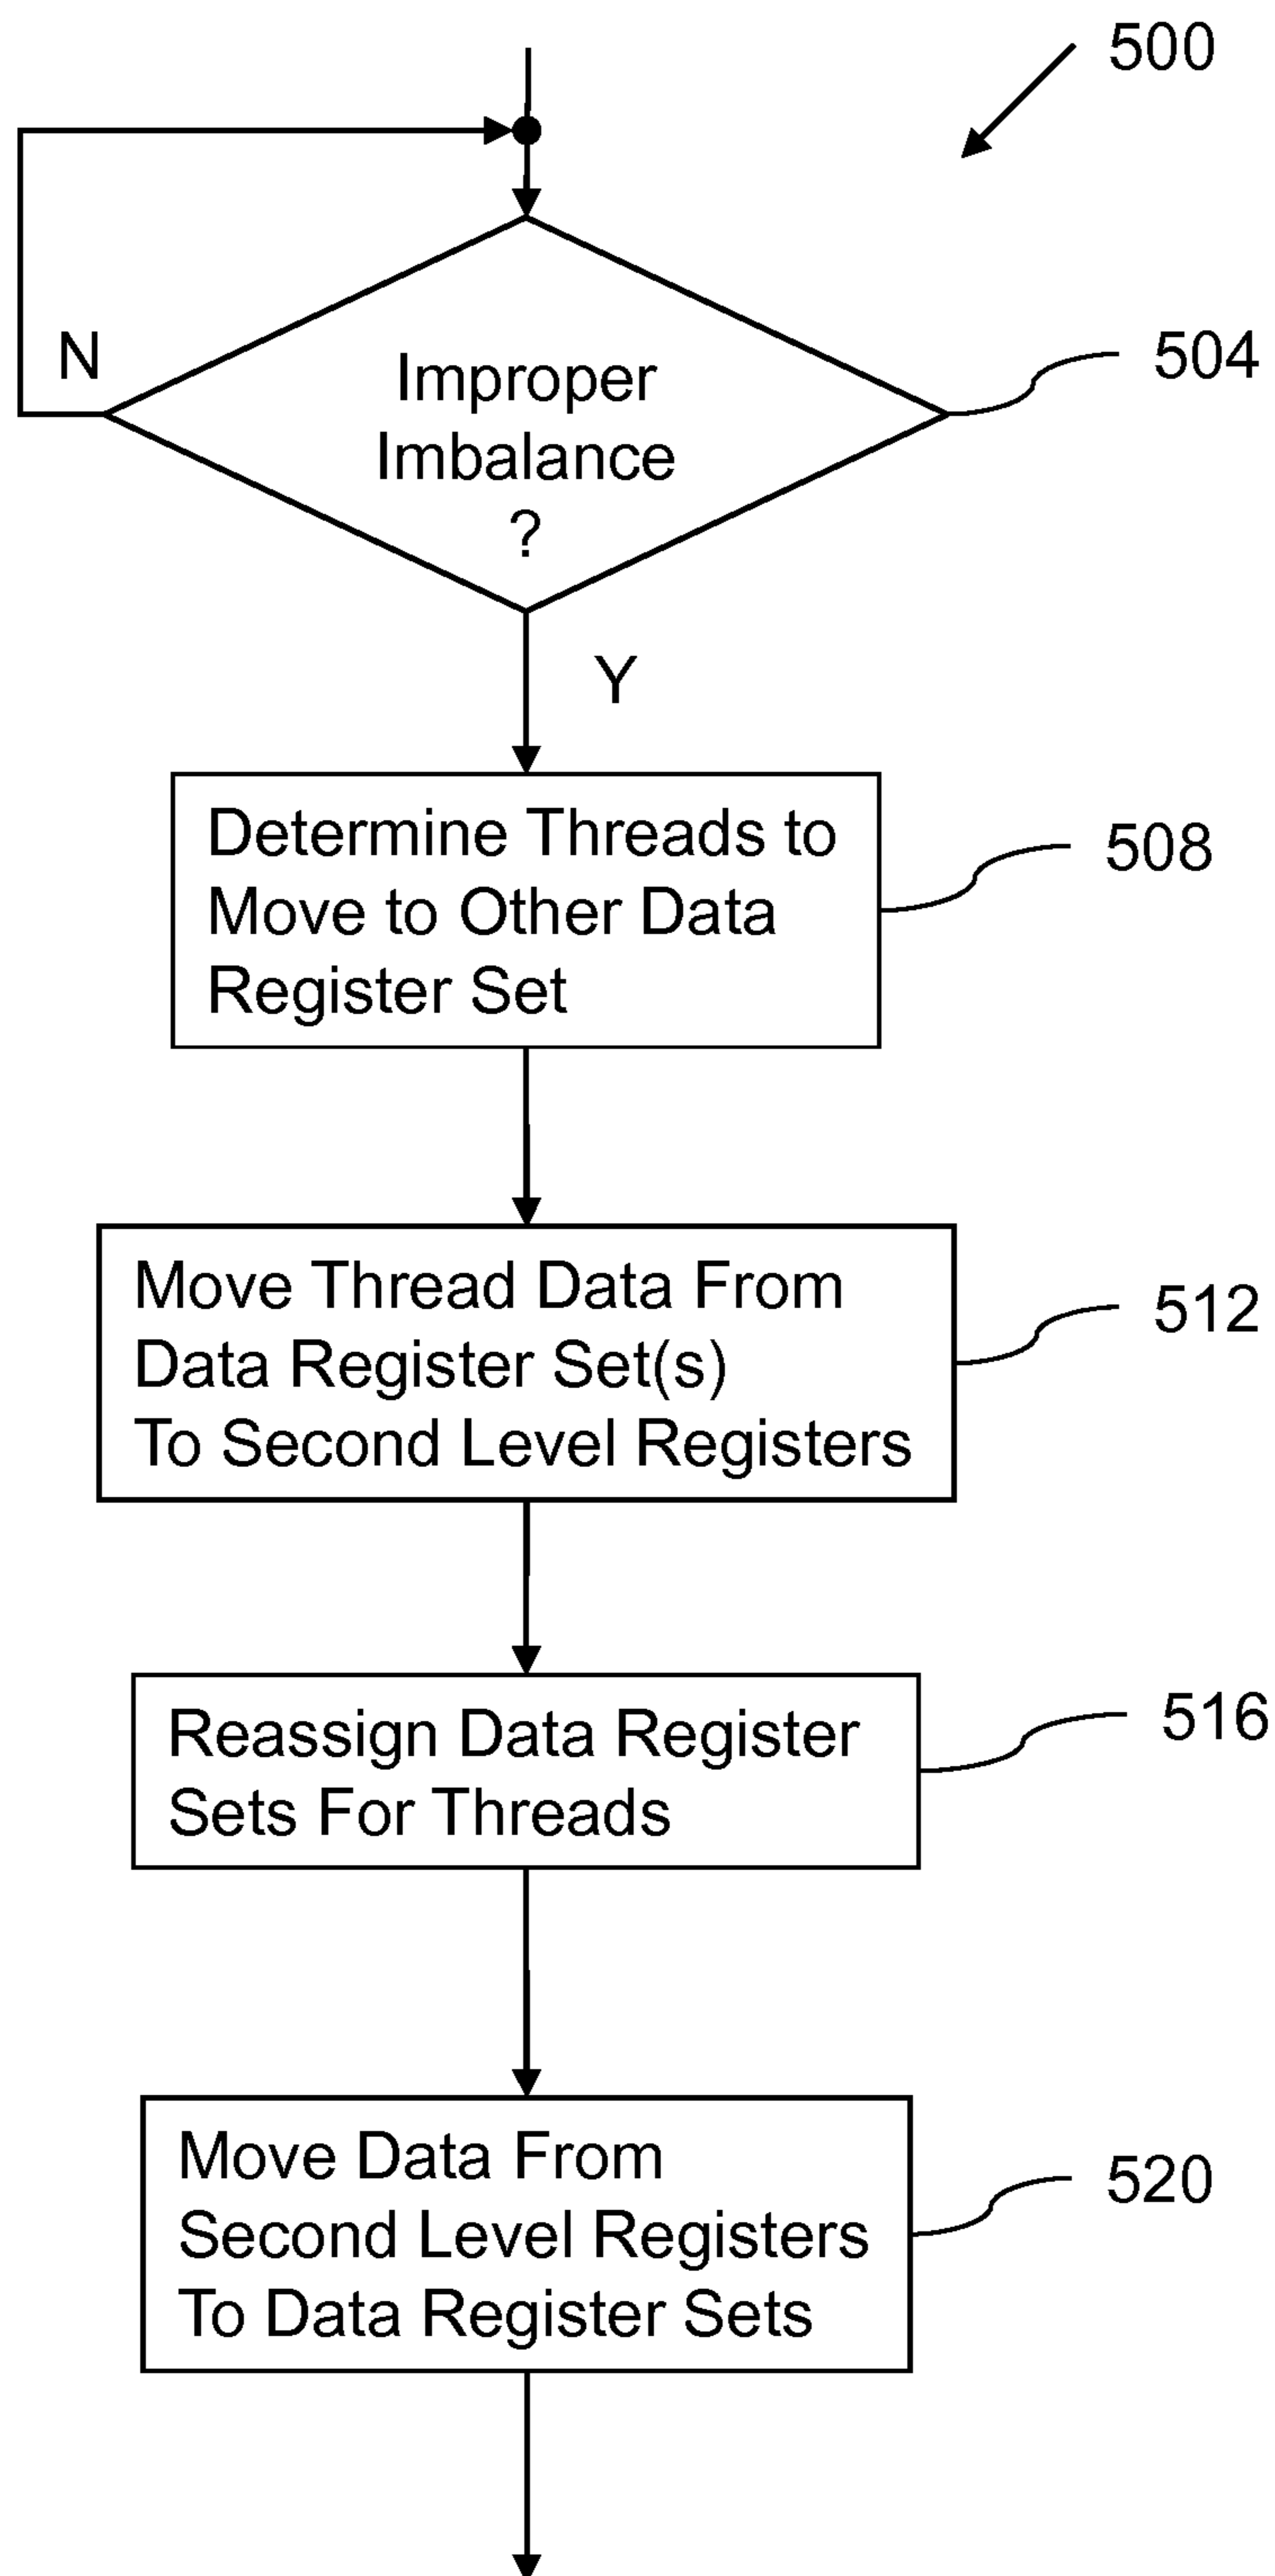 500
504
N
Improper
Imbalance
?
Y
Determine Threads to
Move to Other Data
Register Set
508
Move Thread Data From
Data Register Set(s)
To Second Level Registers
512
Reassign Data Register
Sets For Threads
516
Move Data From
Second Level Registers
To Data Register Sets
520